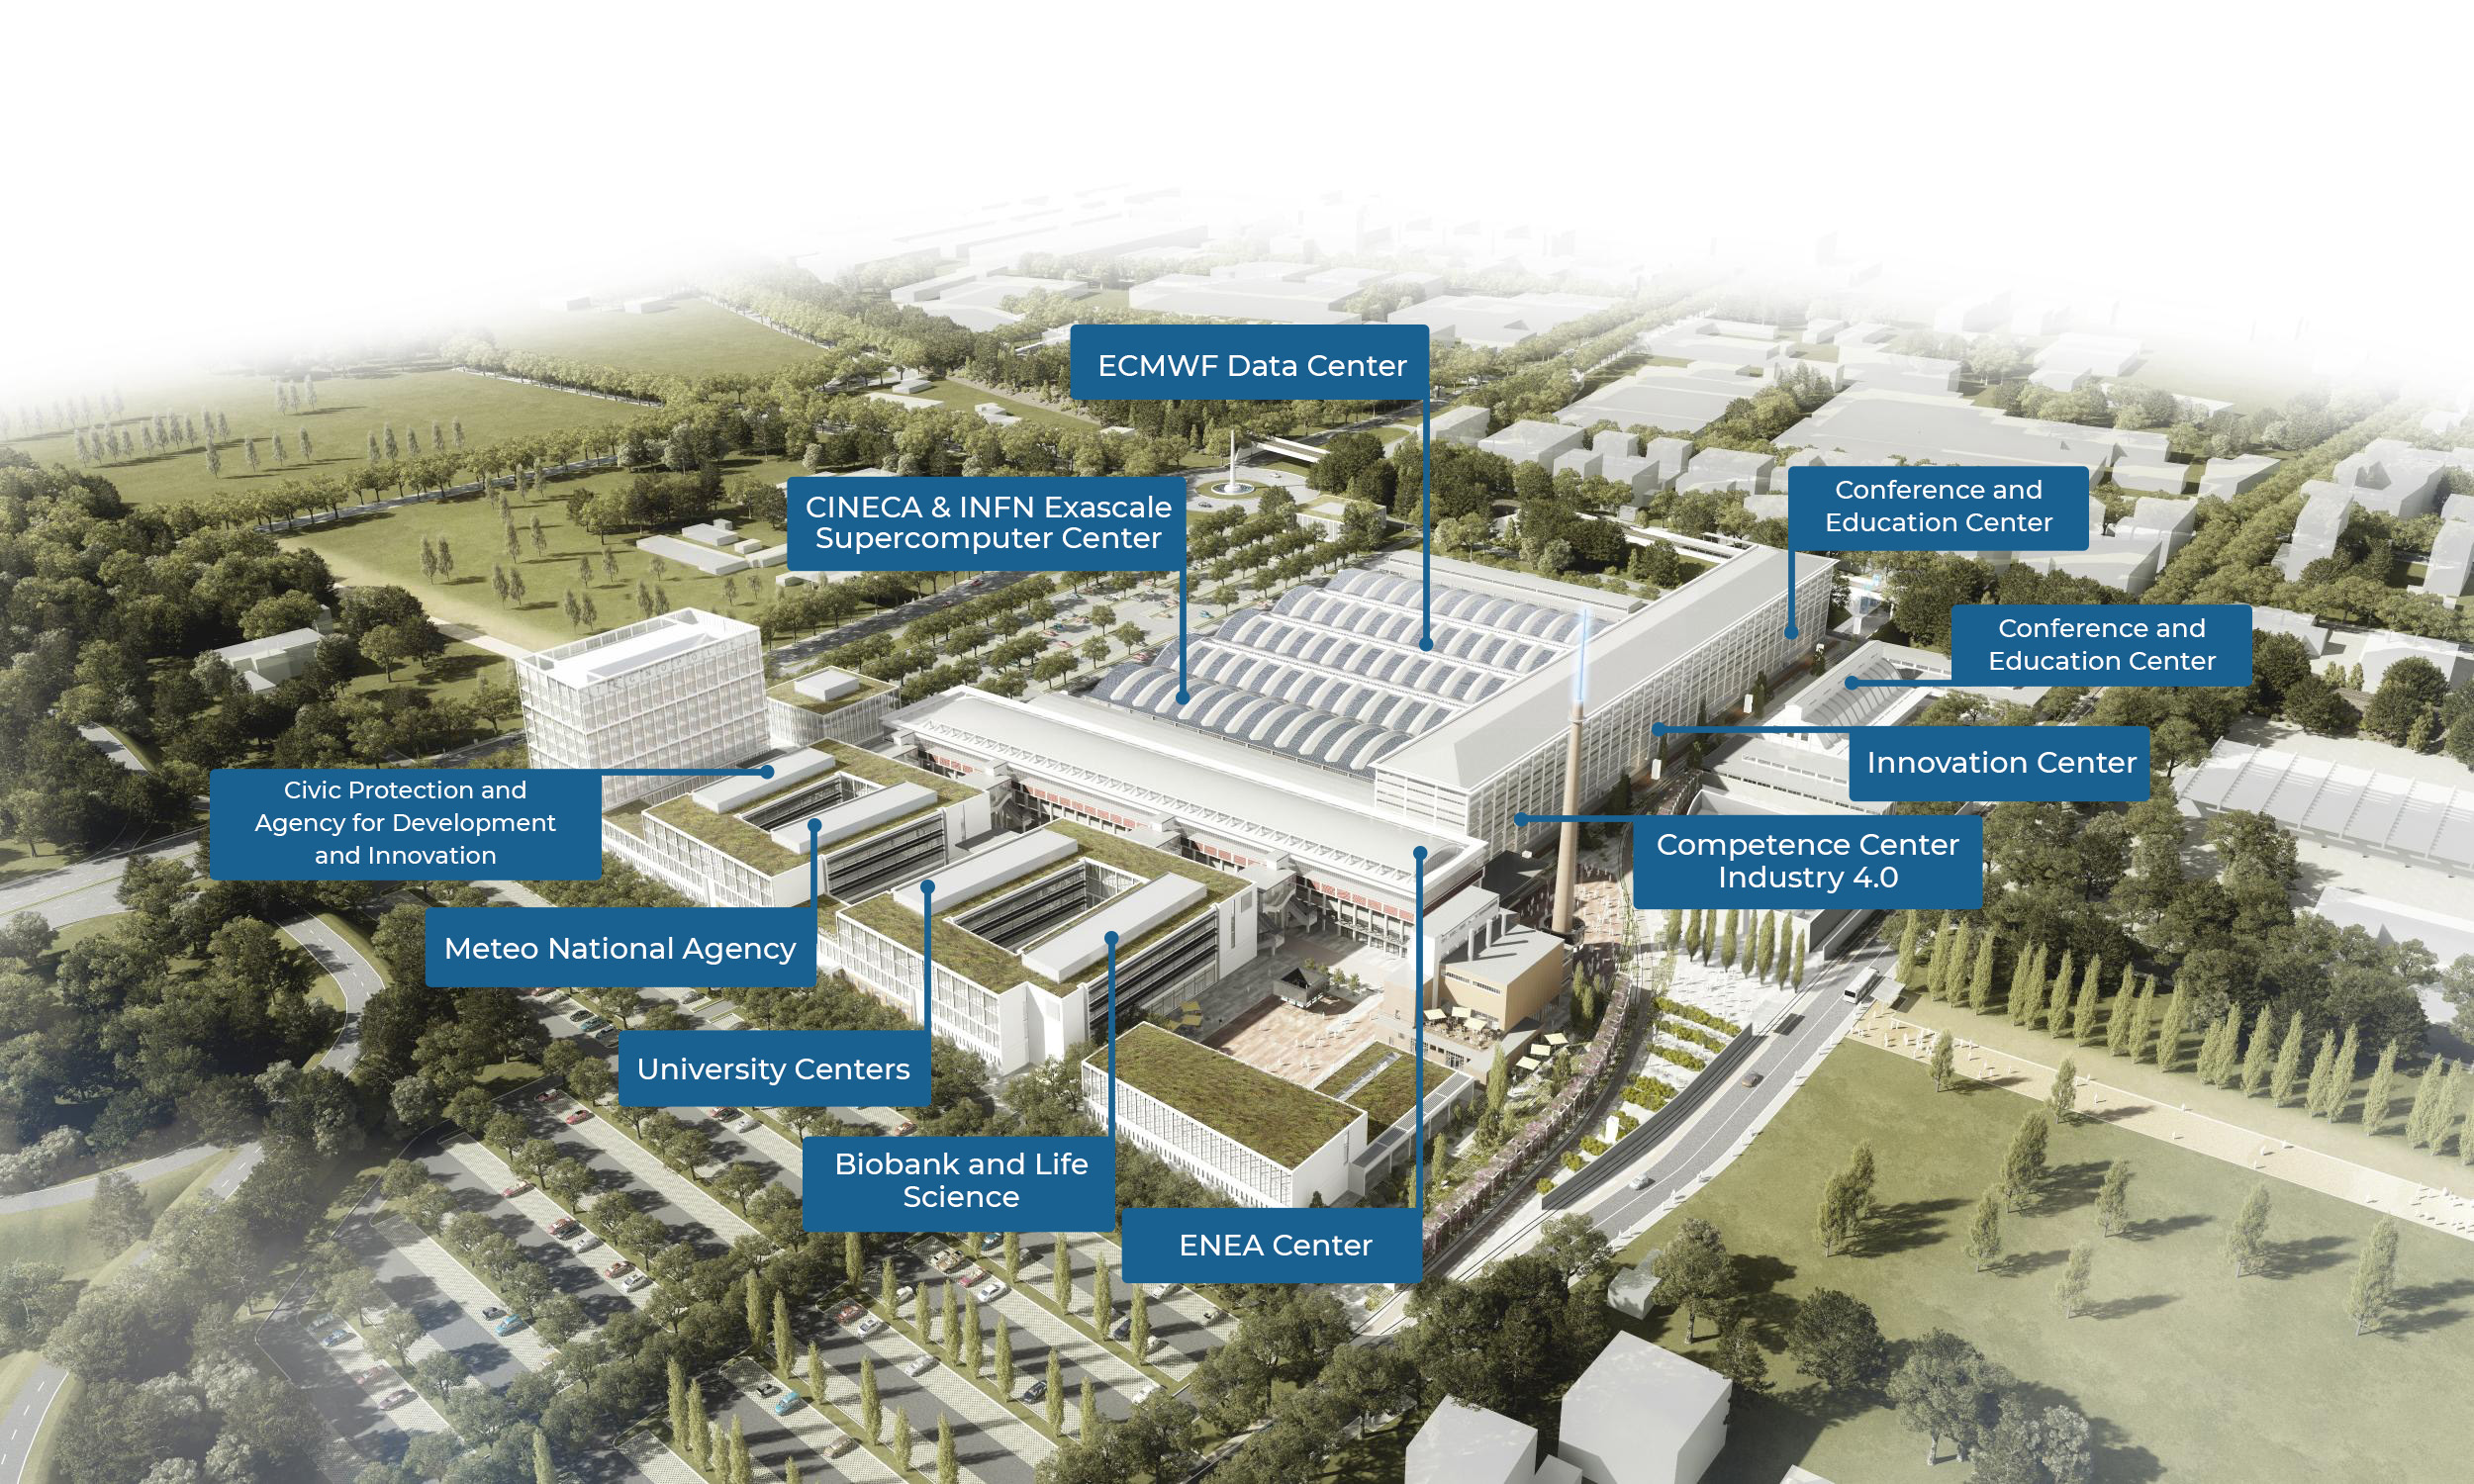 ECMWF Data Center
CINECA & INFN Exascale
Supercomputer Center
Conference and
Education Center
Conference and
Education Center
Innovation Center
Civic Protection and
Agency for Development
and Innovation
Competence Center
Industry 4.0
Meteo National Agency
University Centers
Biobank and Life
Science
ENEA Center